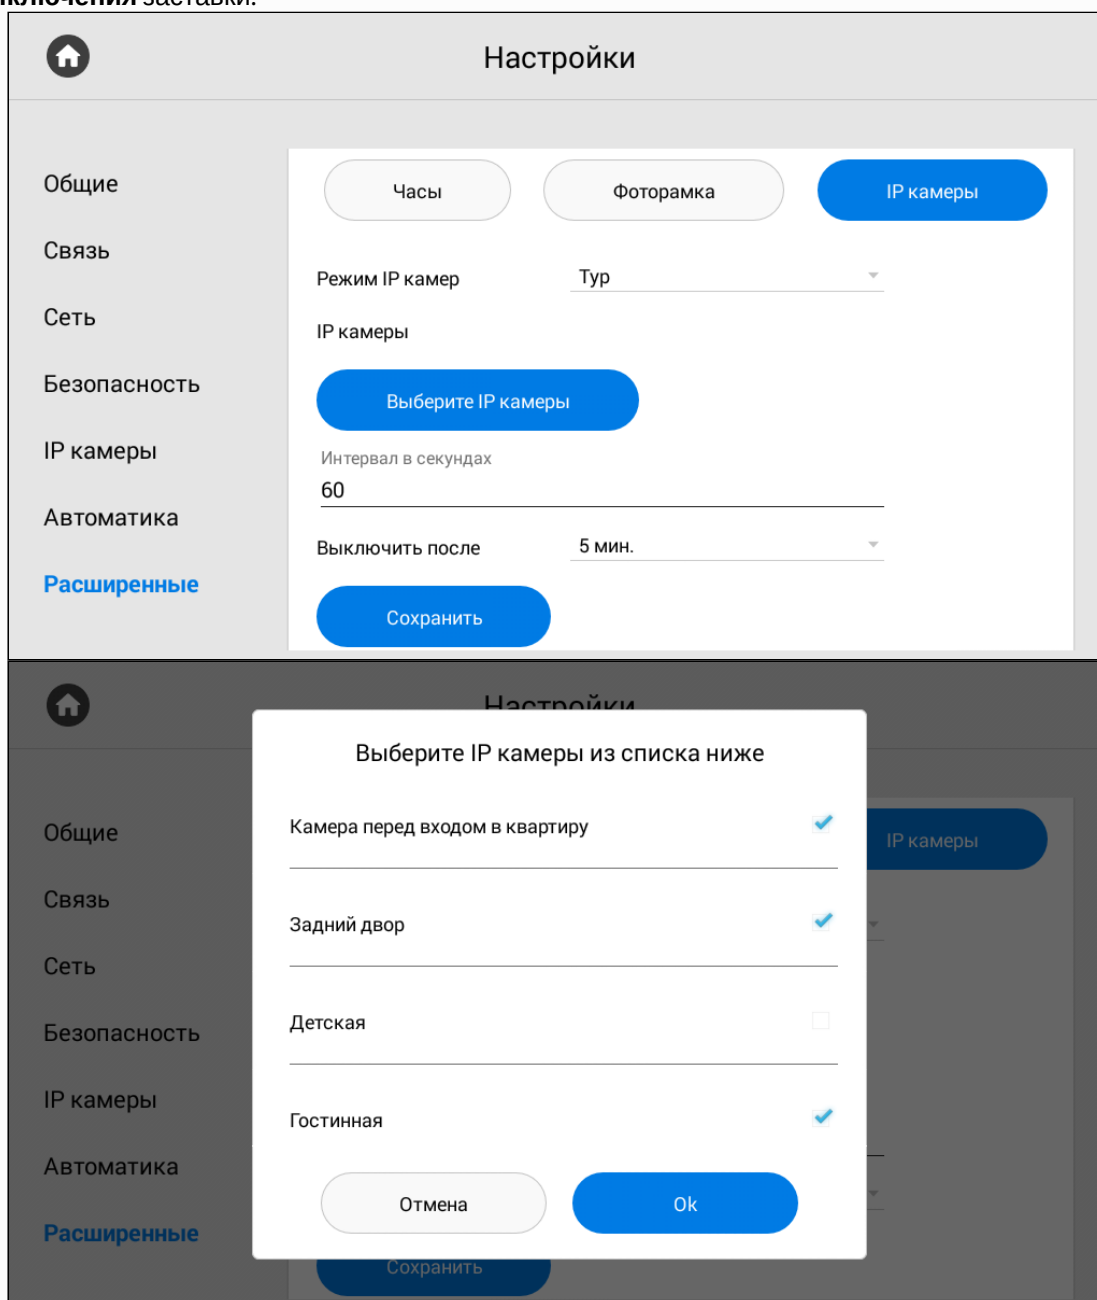 заставки.
Настройки
Общие
Связь
Сеть
Безопасность
IP камеры
Автоматика
Расширенные
Часы
Фоторамка
IP камеры
Режим IP камер
Тур
IP камеры
Выберите IP камеры
Интервал в секундах
60
Выключить после
5 мин.
Сохранить
Настройки
Общие
Связь
Сеть
Безопасность
IP камеры
Автоматика
Расширенные
IP камеры
Выберите IP камеры из списка ниже
Камера перед входом в квартиру
Задний двор
Детская
Гостинная
Отмена
Ok
Сохранить